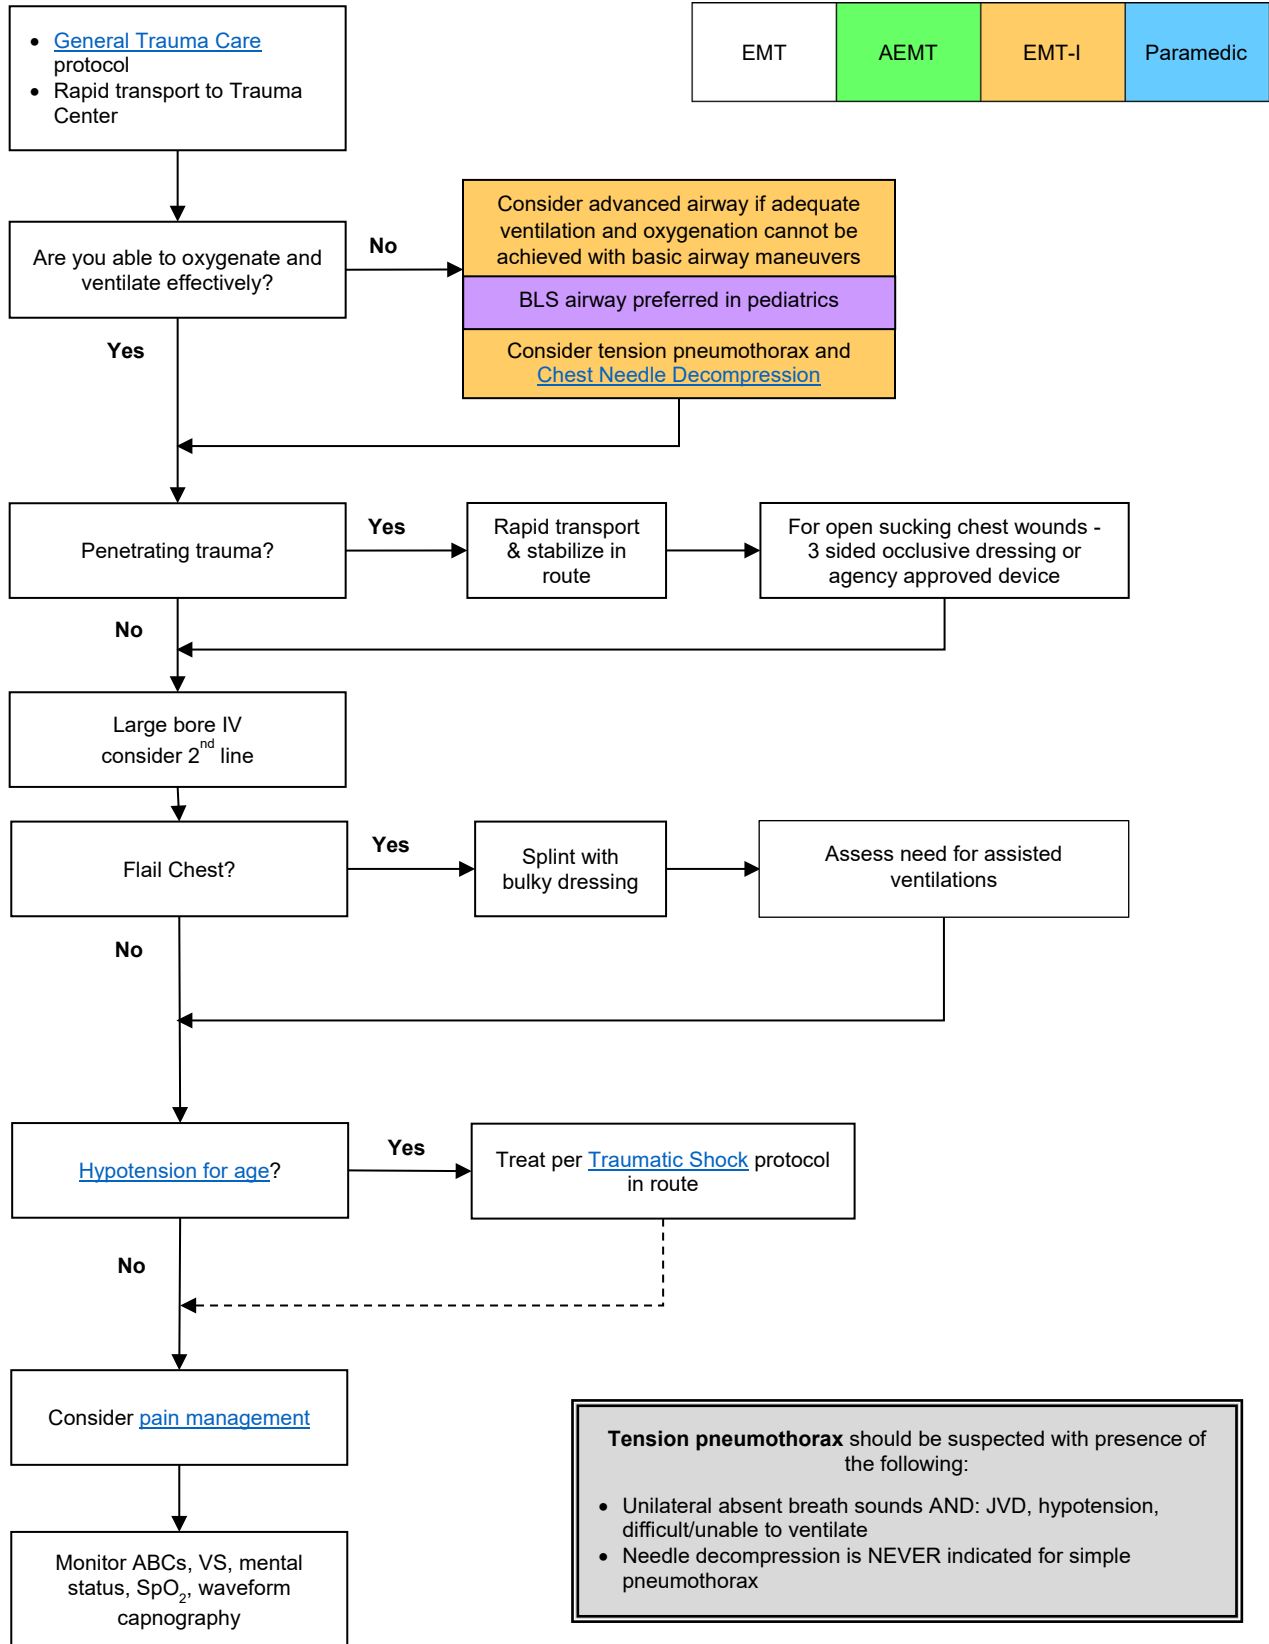 • General Trauma Care
protocol
• Rapid transport to Trauma
Center
EMT
AEMT
EMT-I
Paramedic
Are you able to oxygenate and
ventilate effectively?
No
Consider advanced airway if adequate
ventilation and oxygenation cannot be
achieved with basic airway maneuvers
BLS airway preferred in pediatrics
Consider tension pneumothorax and
Chest Needle Decompression
Yes
Penetrating trauma?
Yes
Rapid transport
& stabilize in
route
For open sucking chest wounds -
3 sided occlusive dressing or
agency approved device
No
Large bore IV
consider 2nd line
Flail Chest?
Yes
Splint with
bulky dressing
Assess need for assisted
ventilations
No
Hypotension for age?
Yes
Treat per Traumatic Shock protocol
in route
No
Consider pain management
Monitor ABCs, VS, mental
status, SpO2, waveform
capnography
Tension pneumothorax should be suspected with presence of
the following:
• Unilateral absent breath sounds AND: JVD, hypotension,
difficult/unable to ventilate
• Needle decompression is NEVER indicated for simple
pneumothorax